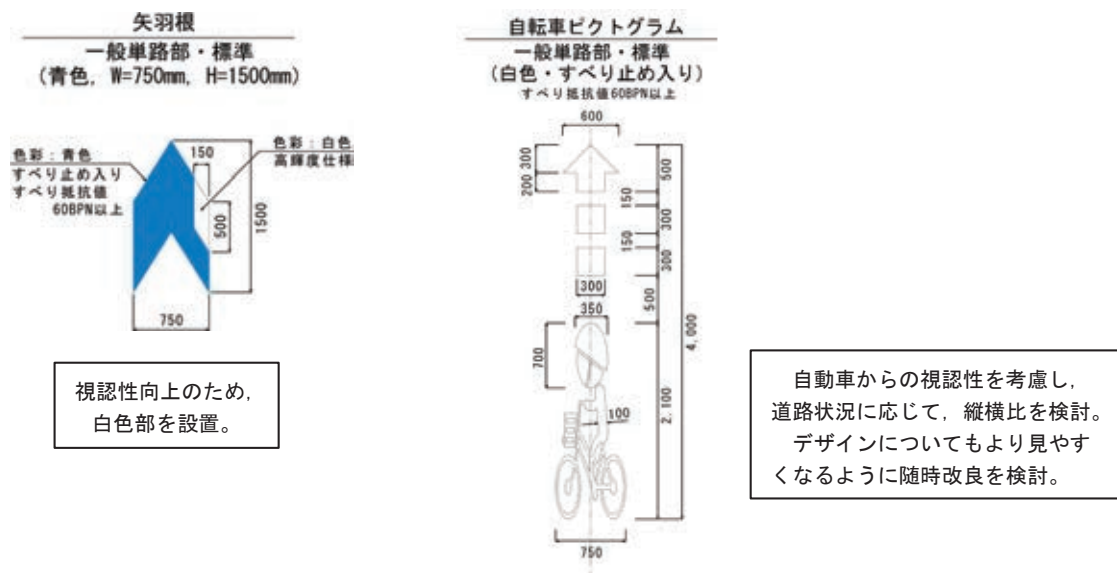 矢羽根
一般単路部・標準
(青色, W=750mm, H=1500mm)
色彩:青色
すべり止め入り
すべり抵抗値
60BPN以上
150
色彩:白色
高輝度仕様
500
1500
750
視認性向上のため,
白色部を設置。
自転車ピクトグラム
一般単路部・標準
(白色・すべり止め入り)
すべり抵抗値60BPN以上
600
300
200
500
150
300
150
300
300
500
350
700
100
2,100
4,000
750
自動車からの視認性を考慮し,
道路状況に応じて, 縦横比を検討。
デザインについてもより見やす
くなるように随時改良を検討。